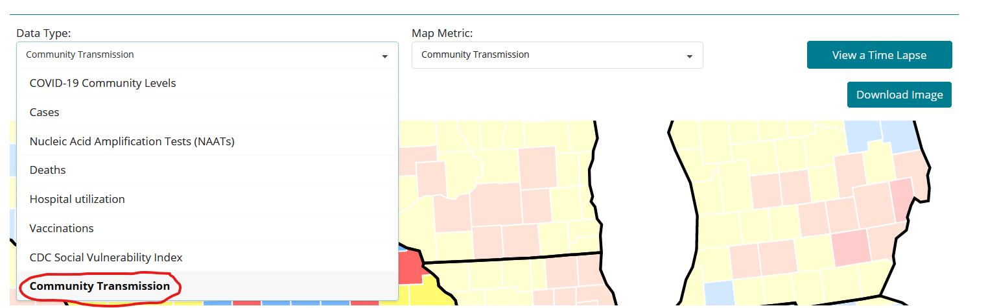 Data Type:
Map Metric:
Community Transmission
Community Transmission
View a Time Lapse
Download Image
COVID-19 Community Levels
Cases
Nucleic Acid Amplification Tests (NAATs)
Deaths
Hospital utilization
Vaccinations
CDC Social Vulnerability Index
Community Transmission